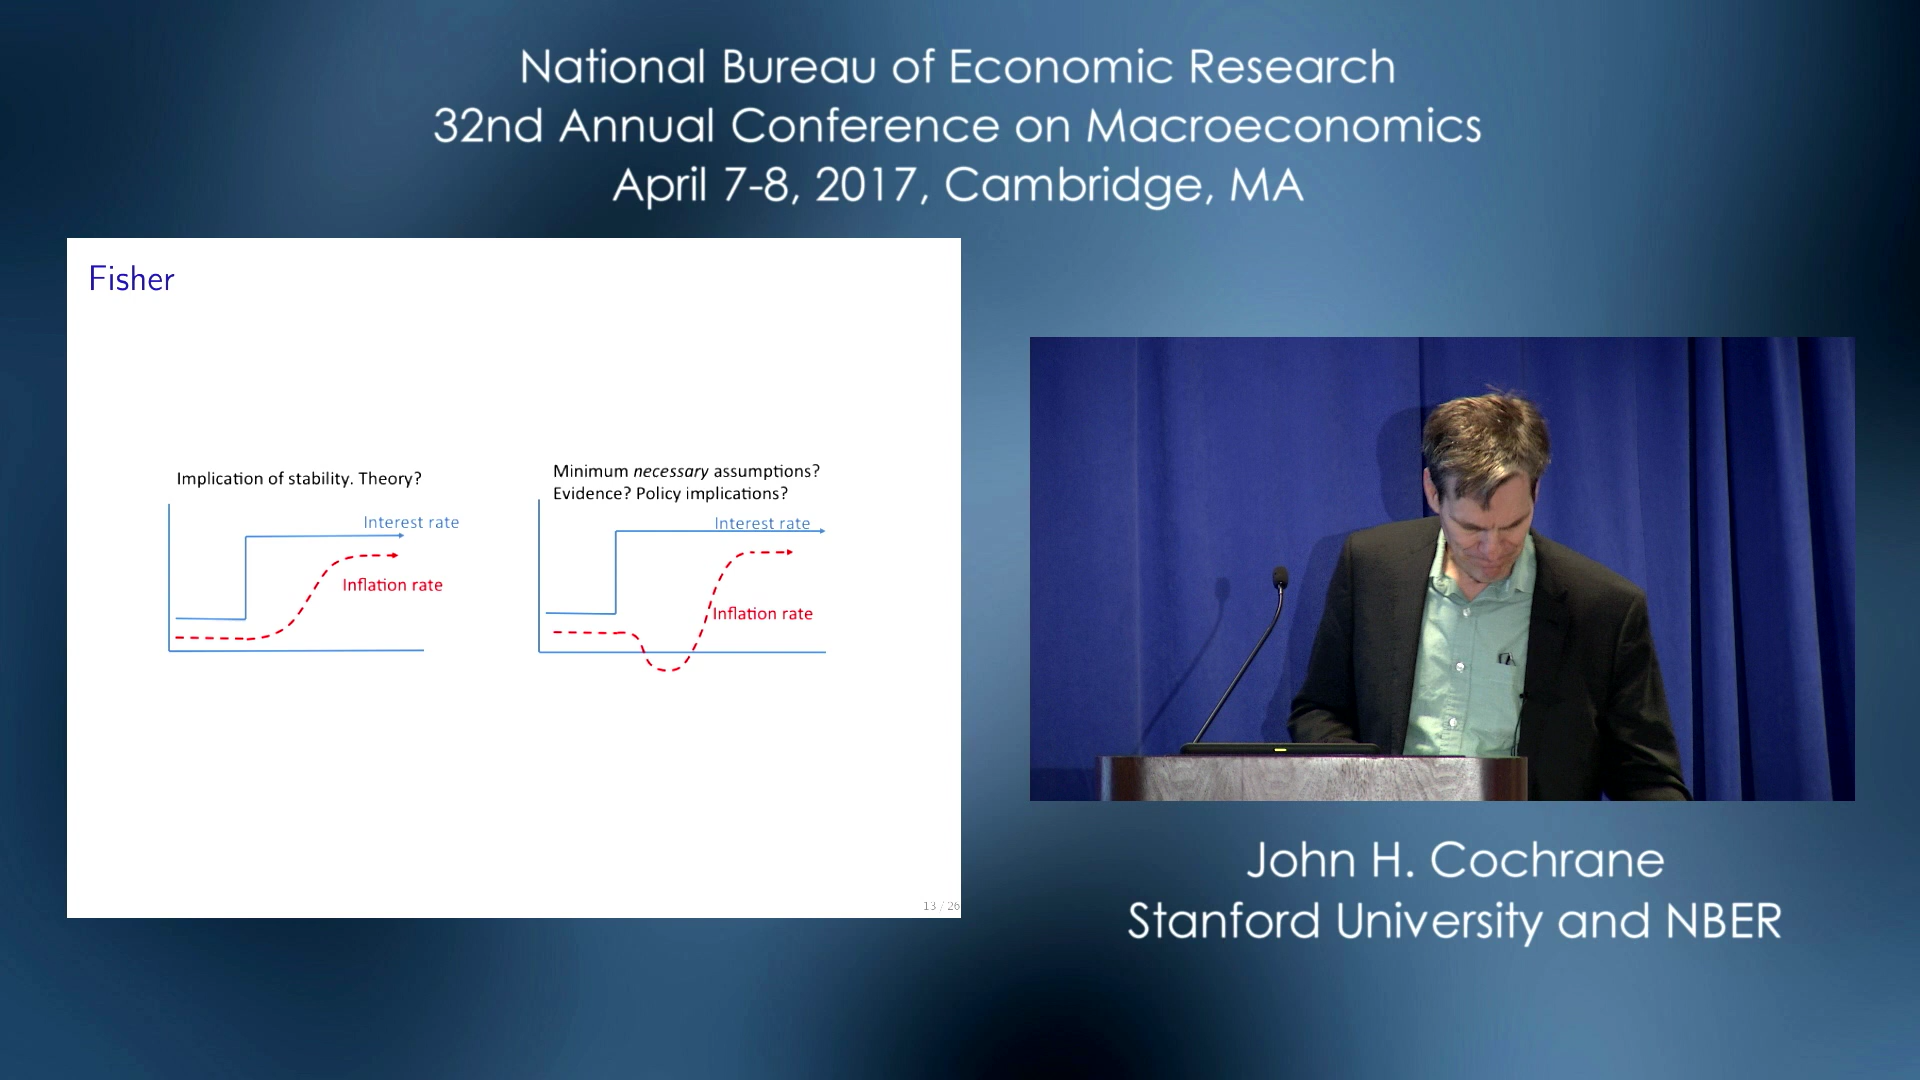 National Bureau of Economic Research
32nd Annual Conference on Macroeconomics
April 7-8, 2017, Cambridge, MA
Fisher
Implication of stability. Theory?
Interest rate
Inflation rate
Minimum necessary assumptions?
Evidence? Policy implications?
Interest rate
Inflation rate
13 / 26
John H. Cochrane
Stanford University and NBER